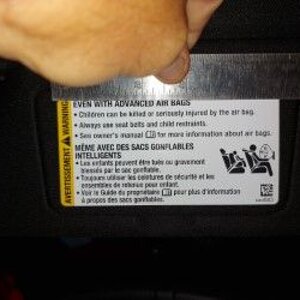 AVERTISSEMENT WARNING
EVEN WITH ADVANCED AIR BAGS
• Children can be killed or seriously injured by the air bag.
• Always use seat belts and child restraints.
• See owner's manual for more information about air bags.
MÊME AVEC DES SACS GONFLABLES
INTELLIGENTS
• Les enfants peuvent être tués ou gravement
blessés par le sac gonflable.
• Toujours utiliser les ceintures de sécurité et les
ensembles de retenue pour enfant.
• Voir le Guide du propriétaire pour plus d'information
à propos des sacs gonflables.